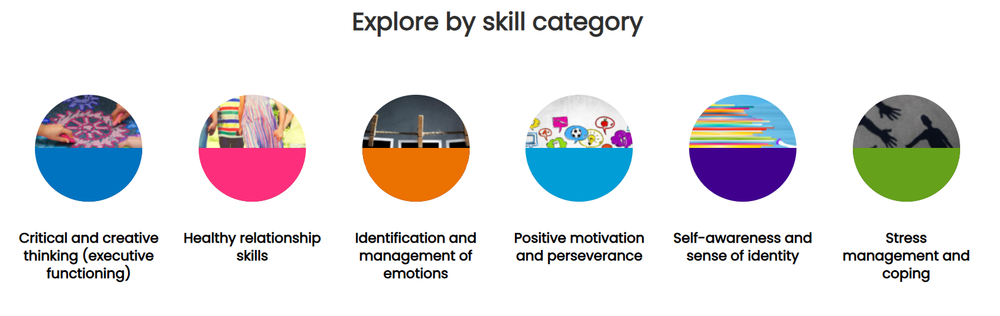 Explore by skill category
Critical and creative
thinking (executive
functioning)
Healthy relationship
skills
Identification and
management of
emotions
Positive motivation
and perseverance
Self-awareness and
sense of identity
Stress
management and
coping